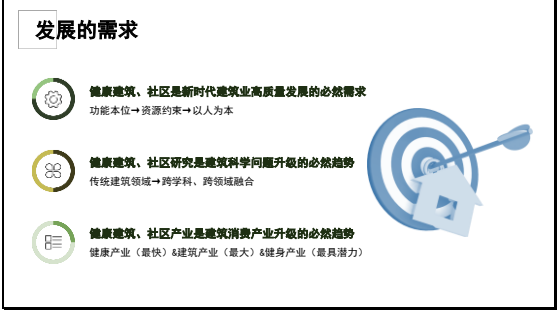 发展的需求
健康建筑、社区是新时代建筑业高质量发展的必然需求
功能本位→资源约束→以人为本
健康建筑、社区研究是建筑科学问题升级的必然趋势
传统建筑领域→跨学科、跨领域融合
健康建筑、社区产业是建筑消费产业升级的必然趋势
健康产业（最快）&建筑产业（最大）&健身产业（最具潜力）